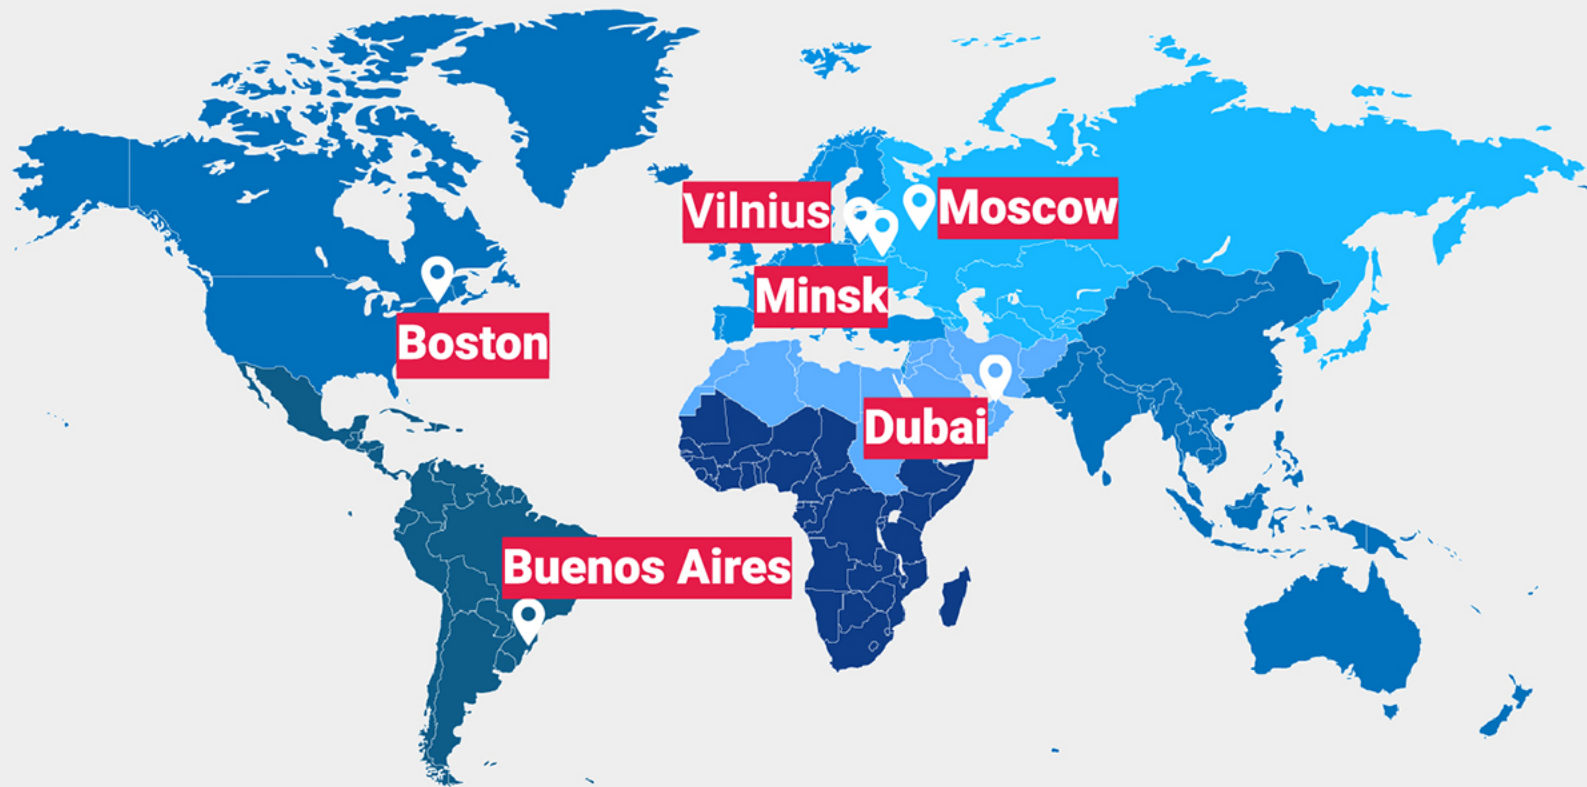 Vilnius
Moscow
Minsk
Boston
Dubai
Buenos Aires